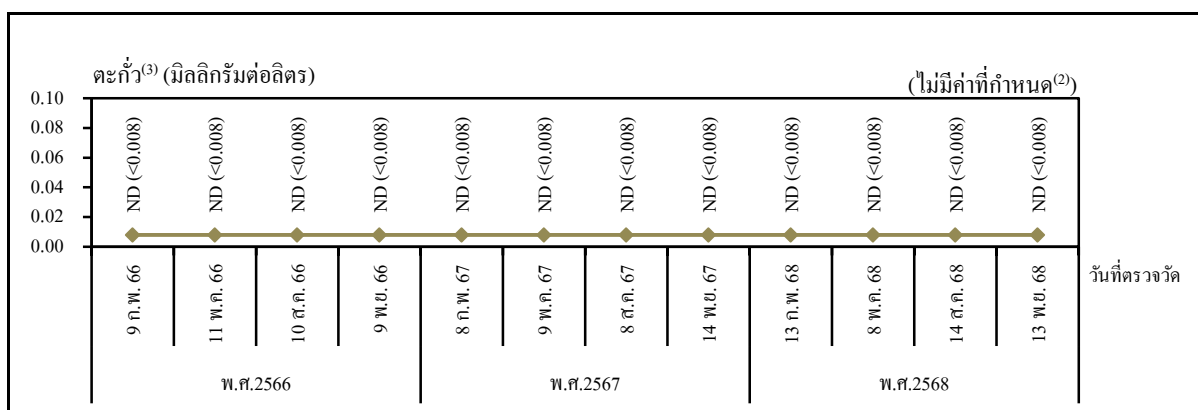 ตะกั่ว(3) (มิลลิกรัมต่อลิตร)
(ไม่มีค่าที่กำหนด(2))
0.10
0.08
0.06
0.04
0.02
0.00
ND (<0.008)
ND (<0.008)
ND (<0.008)
ND (<0.008)
ND (<0.008)
ND (<0.008)
ND (<0.008)
ND (<0.008)
ND (<0.008)
ND (<0.008)
ND (<0.008)
ND (<0.008)
9 ก.พ. 66
11 พ.ค. 66
10 ส.ค. 66
9 พ.ย. 66
8 ก.พ. 67
9 พ.ค. 67
8 ส.ค. 67
14 พ.ย. 67
13 ก.พ. 68
8 พ.ค. 68
14 ส.ค. 68
13 พ.ย. 68
วันที่ตรวจวัด
พ.ศ.2566
พ.ศ.2567
พ.ศ.2568